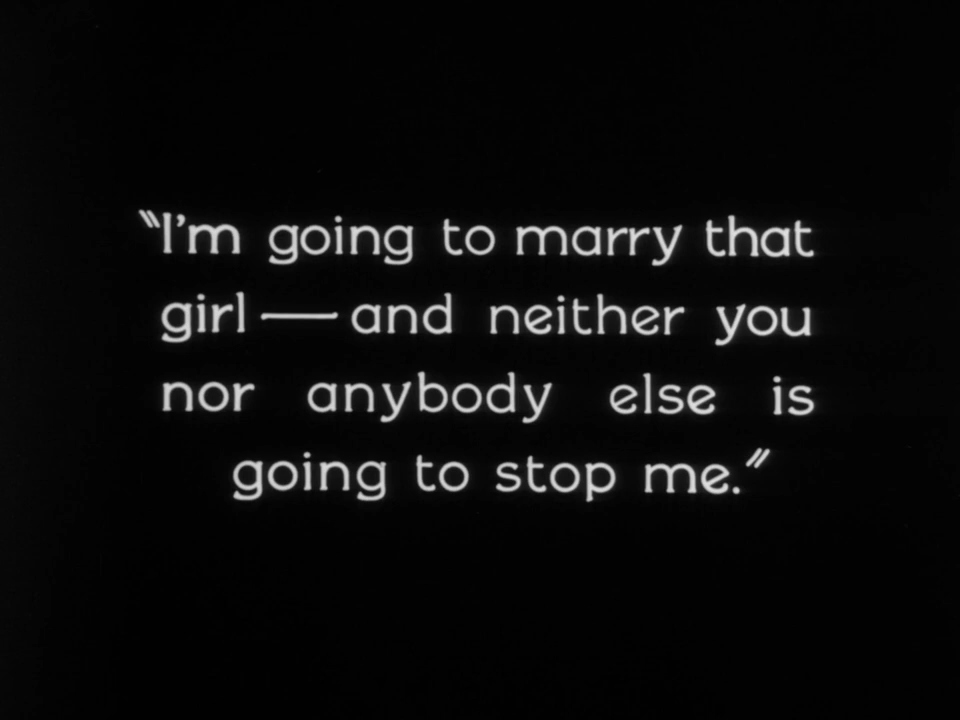 "I'm going to marry that
girl — and neither you
nor anybody else is
going to stop me."